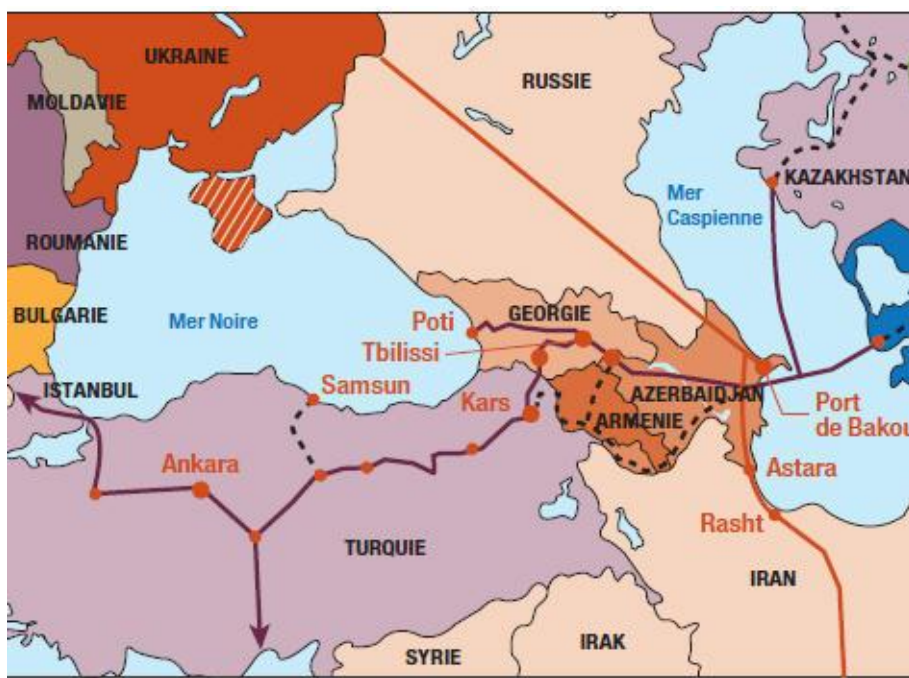 UKRAINE
RUSSIE
MOLDAVIE
KAZAKHSTAN
Mer
Caspienne
ROUMANIE
BULGARIE
Mer Noire
Poti
GEORGIE
Tbilissi
ISTANBUL
Samsun
Kars
AZERBAIDJAN
ARMENIE
Port
de Bakou
Ankara
Astara
Rasht
TURQUIE
IRAN
SYRIE
IRAK